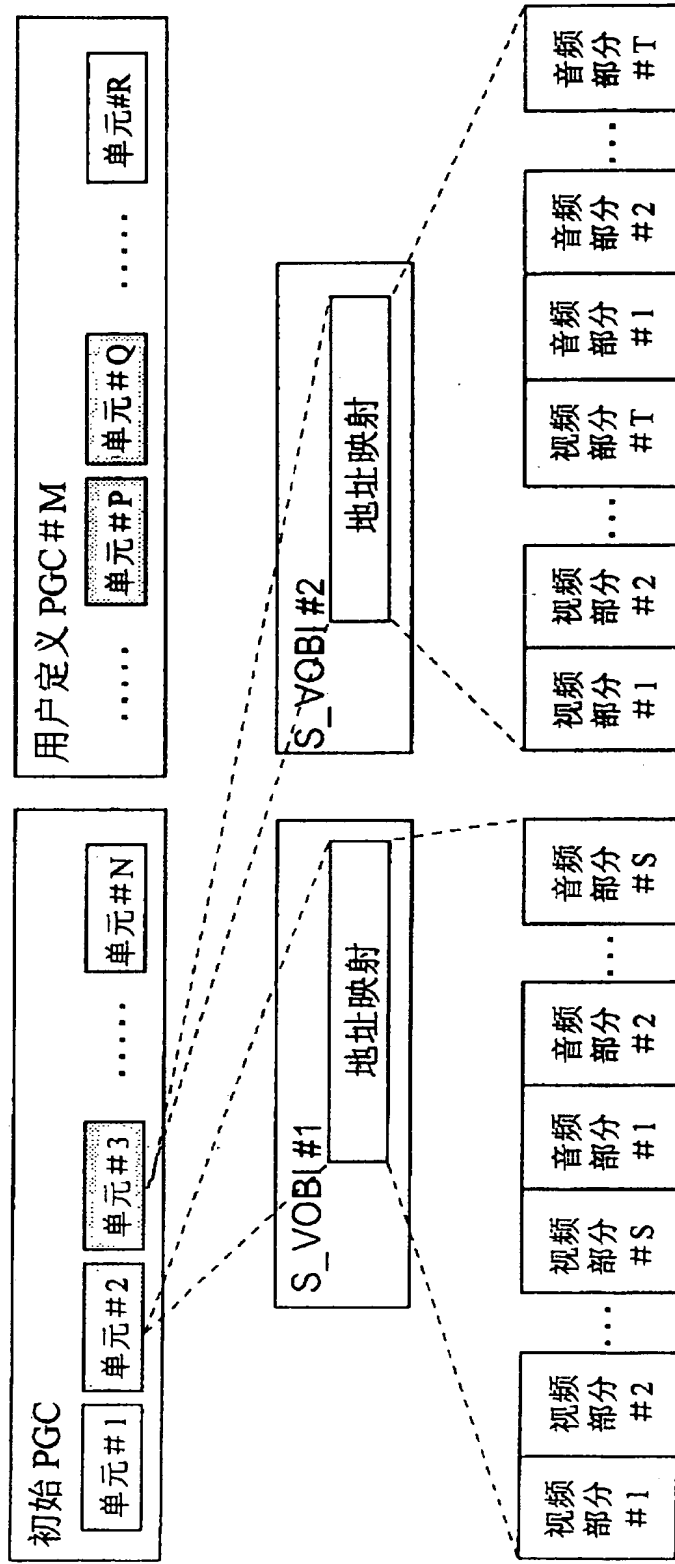 初始 PGC
单元#1
单元#2
单元#3
.....
单元#N
用户定义 PGC#M
.....
单元#P
单元#Q
.....
单元#R
S_VOBI#1
地址映射
S_VOBI#2
地址映射
视频
部分
#1
视频
部分
#2
...
视频
部分
#S
音频
部分
#1
音频
部分
#2
...
音频
部分
#S
视频
部分
#1
视频
部分
#2
...
视频
部分
#T
音频
部分
#1
音频
部分
#2
...
音频
部分
#T